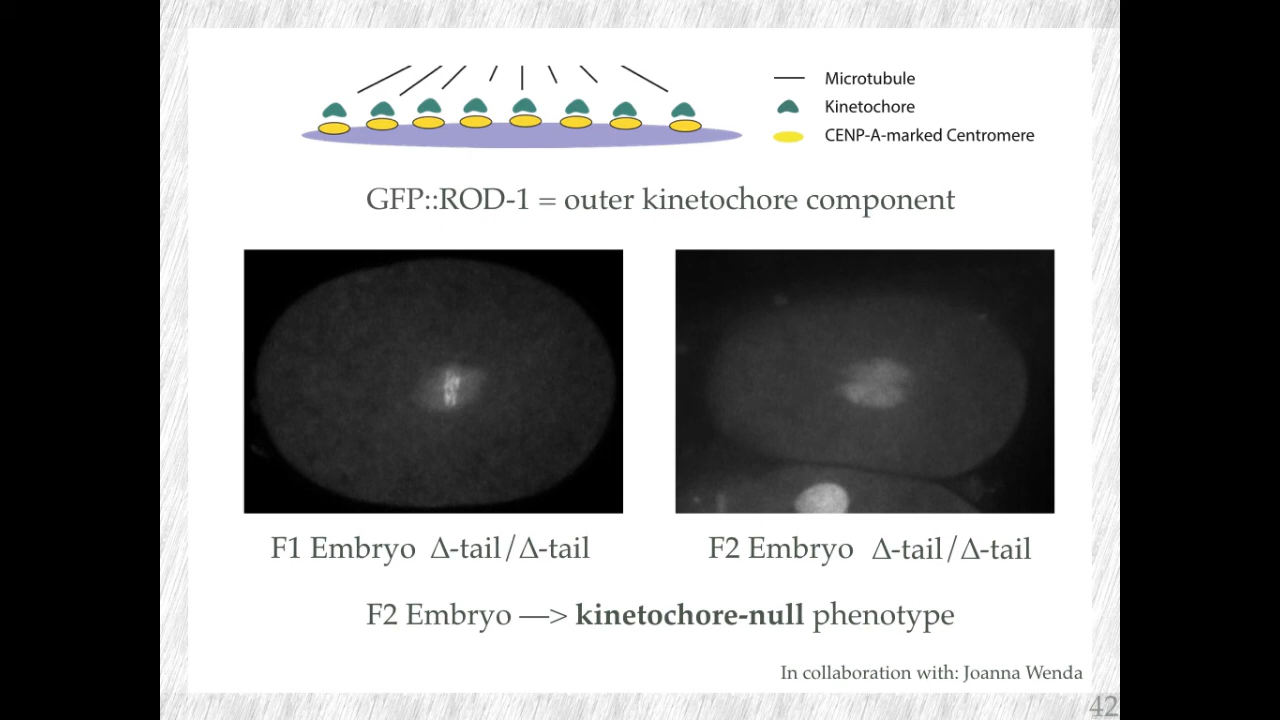 Microtubule
Kinetochore
CENP-A-marked Centromere
GFP::ROD-1 = outer kinetochore component
F1 Embryo Δ-tail/Δ-tail
F2 Embryo Δ-tail/Δ-tail
F2 Embryo —> kinetochore-null phenotype
In collaboration with: Joanna Wenda
42